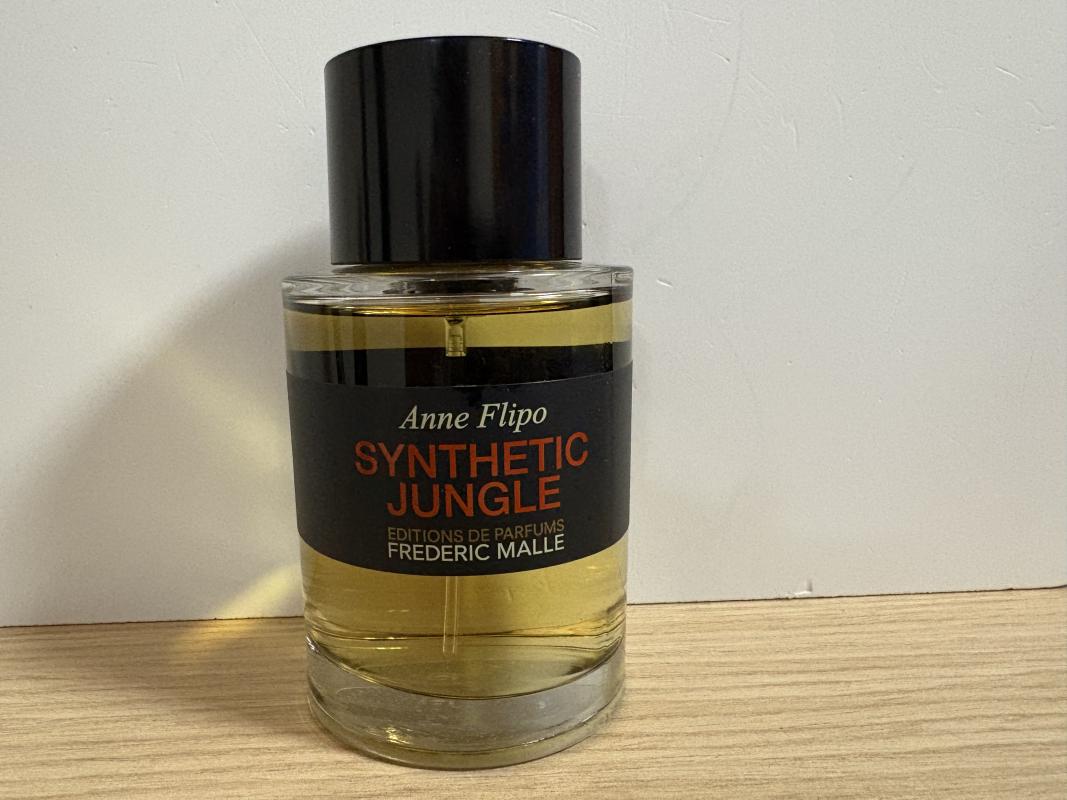 Anne Flipo
SYNTHETIC
JUNGLE
EDITIONS DE PARFUMS
FREDERIC MALLE